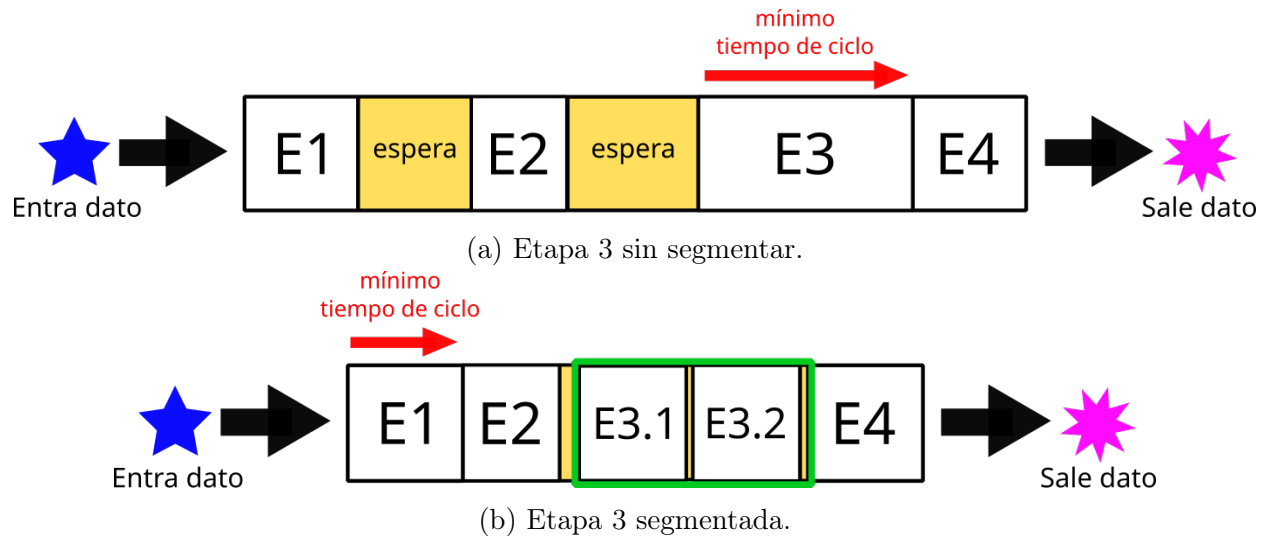 mínimo
tiempo de ciclo
E1 espera E2 espera E3 E4
Entra dato
Sale dato
(a) Etapa 3 sin segmentar.
mínimo
tiempo de ciclo
E1 E2 E3.1 E3.2 E4
Entra dato
Sale dato
(b) Etapa 3 segmentada.